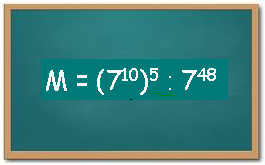 M = (7¹⁰)⁵ : 7⁴⁸